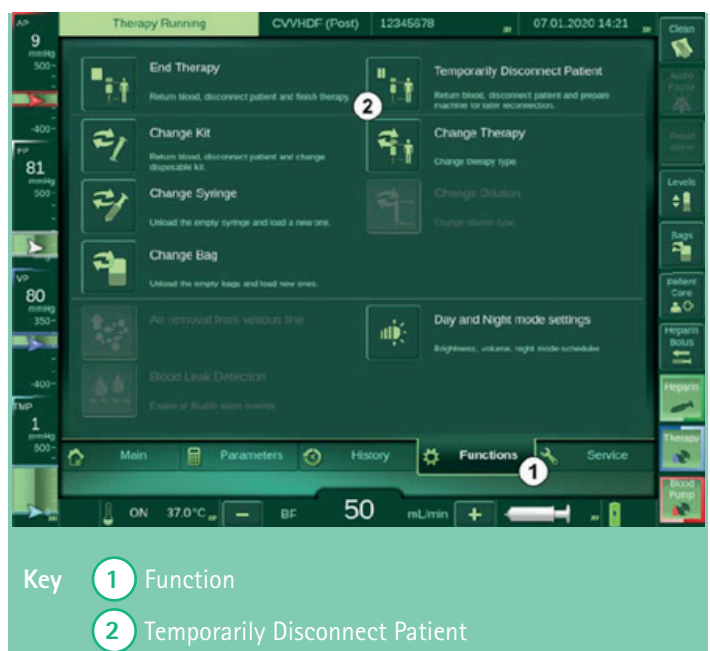 AP
9
mmHg
500-
-400-
FP
81
mmHg
500-
VP
80
mmHg
350-
-400-
TMP
1
mmHg
500-
Therapy Running
CVVHDF (Post)
12345678
07.01.2020 14:21
End Therapy
Return blood, disconnect patient and finish therapy.
2
Temporarily Disconnect Patient
Return blood, disconnect patient and prepare
machine for later reconnection.
Change Kit
Return blood, disconnect patient and change
disposable kit.
Change Therapy
Change therapy type.
Change Syringe
Unload the empty syringe and load a new one.
Change Dilution
Change dilution type.
Change Bag
Unload the empty bags and load new ones.
Air removal from venous line
Day and Night mode settings
Brightness, volume, night mode scheduler.
Blood Leak Detection
Enable or disable alarm override
Main
Parameters
History
Functions
1
Service
ON 37.0°C
BF 50 mL/min
Clean
Audio
Pause
Reset
Alarm
Levels
Bags
Patient
Care
Heparin
Bolus
Heparin
Therapy
Blood
Pump
Key 1 Function
2 Temporarily Disconnect Patient